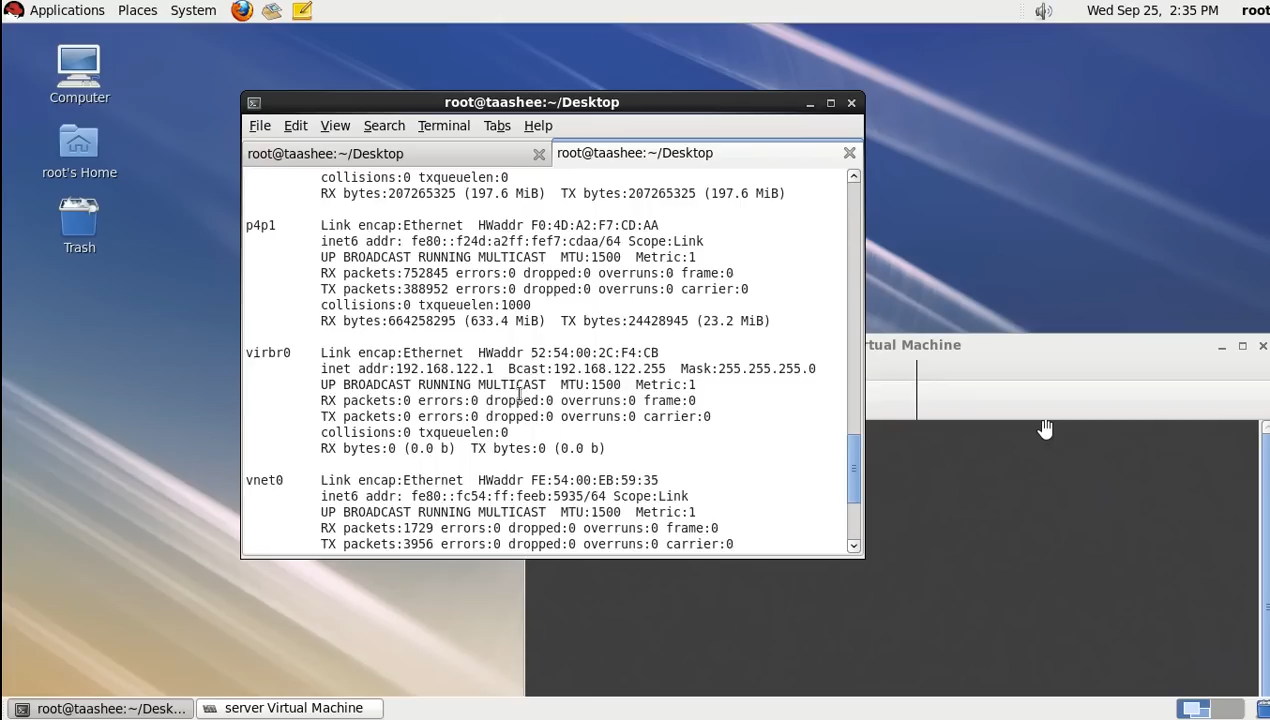 Applications Places System Wed Sep 25, 2:35 PM root
Computer
root's Home
Trash
root@taashee:~/Desktop
File Edit View Search Terminal Tabs Help
root@taashee:~/Desktop root@taashee:~/Desktop
collisions:0 txqueuelen:0
RX bytes:207265325 (197.6 MiB) TX bytes:207265325 (197.6 MiB)
p4p1 Link encap:Ethernet HWaddr F0:4D:A2:F7:CD:AA
inet6 addr: fe80::f24d:a2ff:fef7:cdaa/64 Scope:Link
UP BROADCAST RUNNING MULTICAST MTU:1500 Metric:1
RX packets:752845 errors:0 dropped:0 overruns:0 frame:0
TX packets:388952 errors:0 dropped:0 overruns:0 carrier:0
collisions:0 txqueuelen:1000
RX bytes:664258295 (633.4 MiB) TX bytes:24428945 (23.2 MiB)
virbr0 Link encap:Ethernet HWaddr 52:54:00:2C:F4:CB
inet addr:192.168.122.1 Bcast:192.168.122.255 Mask:255.255.255.0
UP BROADCAST RUNNING MULTICAST MTU:1500 Metric:1
RX packets:0 errors:0 dropped:0 overruns:0 frame:0
TX packets:0 errors:0 dropped:0 overruns:0 carrier:0
collisions:0 txqueuelen:0
RX bytes:0 (0.0 b) TX bytes:0 (0.0 b)
vnet0 Link encap:Ethernet HWaddr FE:54:00:EB:59:35
inet6 addr: fe80::fc54:ff:feeb:5935/64 Scope:Link
UP BROADCAST RUNNING MULTICAST MTU:1500 Metric:1
RX packets:1729 errors:0 dropped:0 overruns:0 frame:0
TX packets:3956 errors:0 dropped:0 overruns:0 carrier:0
rtual Machine
root@taashee:~/Desk... server Virtual Machine